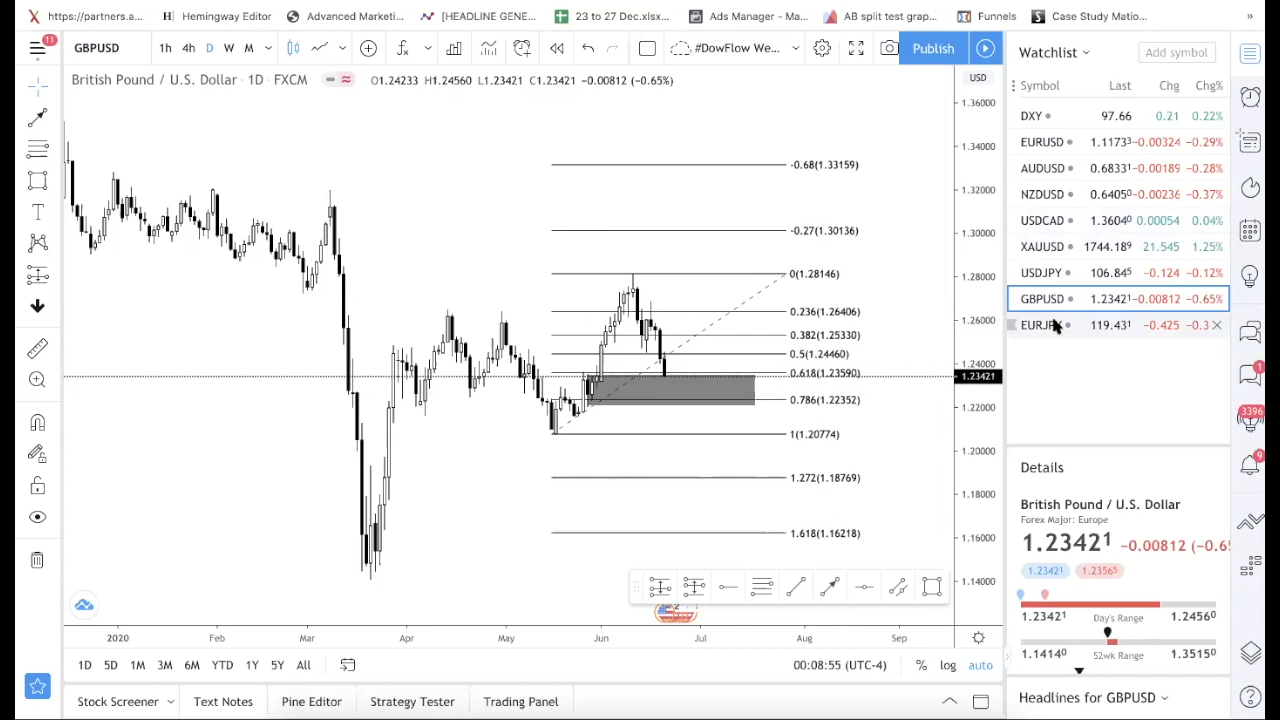 https://partners.a...
Hemingway Editor
Advanced Marketi...
[HEADLINE GENE...
23 to 27 Dec.xlsx...
Ads Manager - Ma...
AB split test grap...
Funnels
Case Study Matio...
»
11
GBPUSD
1h 4h D W M
#DowFlow We...
Publish
Watchlist
Add symbol
British Pound / U.S. Dollar · 1D · FXCM
O1.24233 H1.24560 L1.23421 C1.23421 −0.00812 (−0.65%)
USD
Symbol Last Chg Chg%
DXY 97.66 0.21 0.22%
EURUSD 1.1173³ −0.00324 −0.29%
AUDUSD 0.6833¹ −0.00189 −0.28%
NZDUSD 0.6405⁰ −0.00236 −0.37%
USDCAD 1.3604⁰ 0.00054 0.04%
XAUUSD 1744.18⁹ 21.545 1.25%
USDJPY 106.84⁵ −0.124 −0.12%
GBPUSD 1.2342¹ −0.00812 −0.65%
119.43¹ −0.425 −0.3
1.36000
1.34000
1.32000
1.30000
1.28000
1.26000
1.24000
1.23421
1.22000
1.20000
1.18000
1.16000
1.14000
-0.68(1.33159)
-0.27(1.30136)
0(1.28146)
0.236(1.26406)
0.382(1.25330)
0.5(1.24460)
0.618(1.23590)
0.786(1.22352)
1(1.20774)
1.272(1.18769)
1.618(1.16218)
1
3396
9
Details
British Pound / U.S. Dollar
Forex Major: Europe
1.2342¹ −0.00812 (−0.6
1.2342¹ 1.2356⁵
1.2342¹ Day's Range 1.2456⁰
1.1414⁰ 52wk Range 1.3515⁰
Headlines for GBPUSD
2020 Feb Mar Apr May Jun Jul Aug Sep
1D 5D 1M 3M 6M YTD 1Y 5Y All
00:08:55 (UTC-4)
% log auto
Stock Screener
Text Notes
Pine Editor
Strategy Tester
Trading Panel